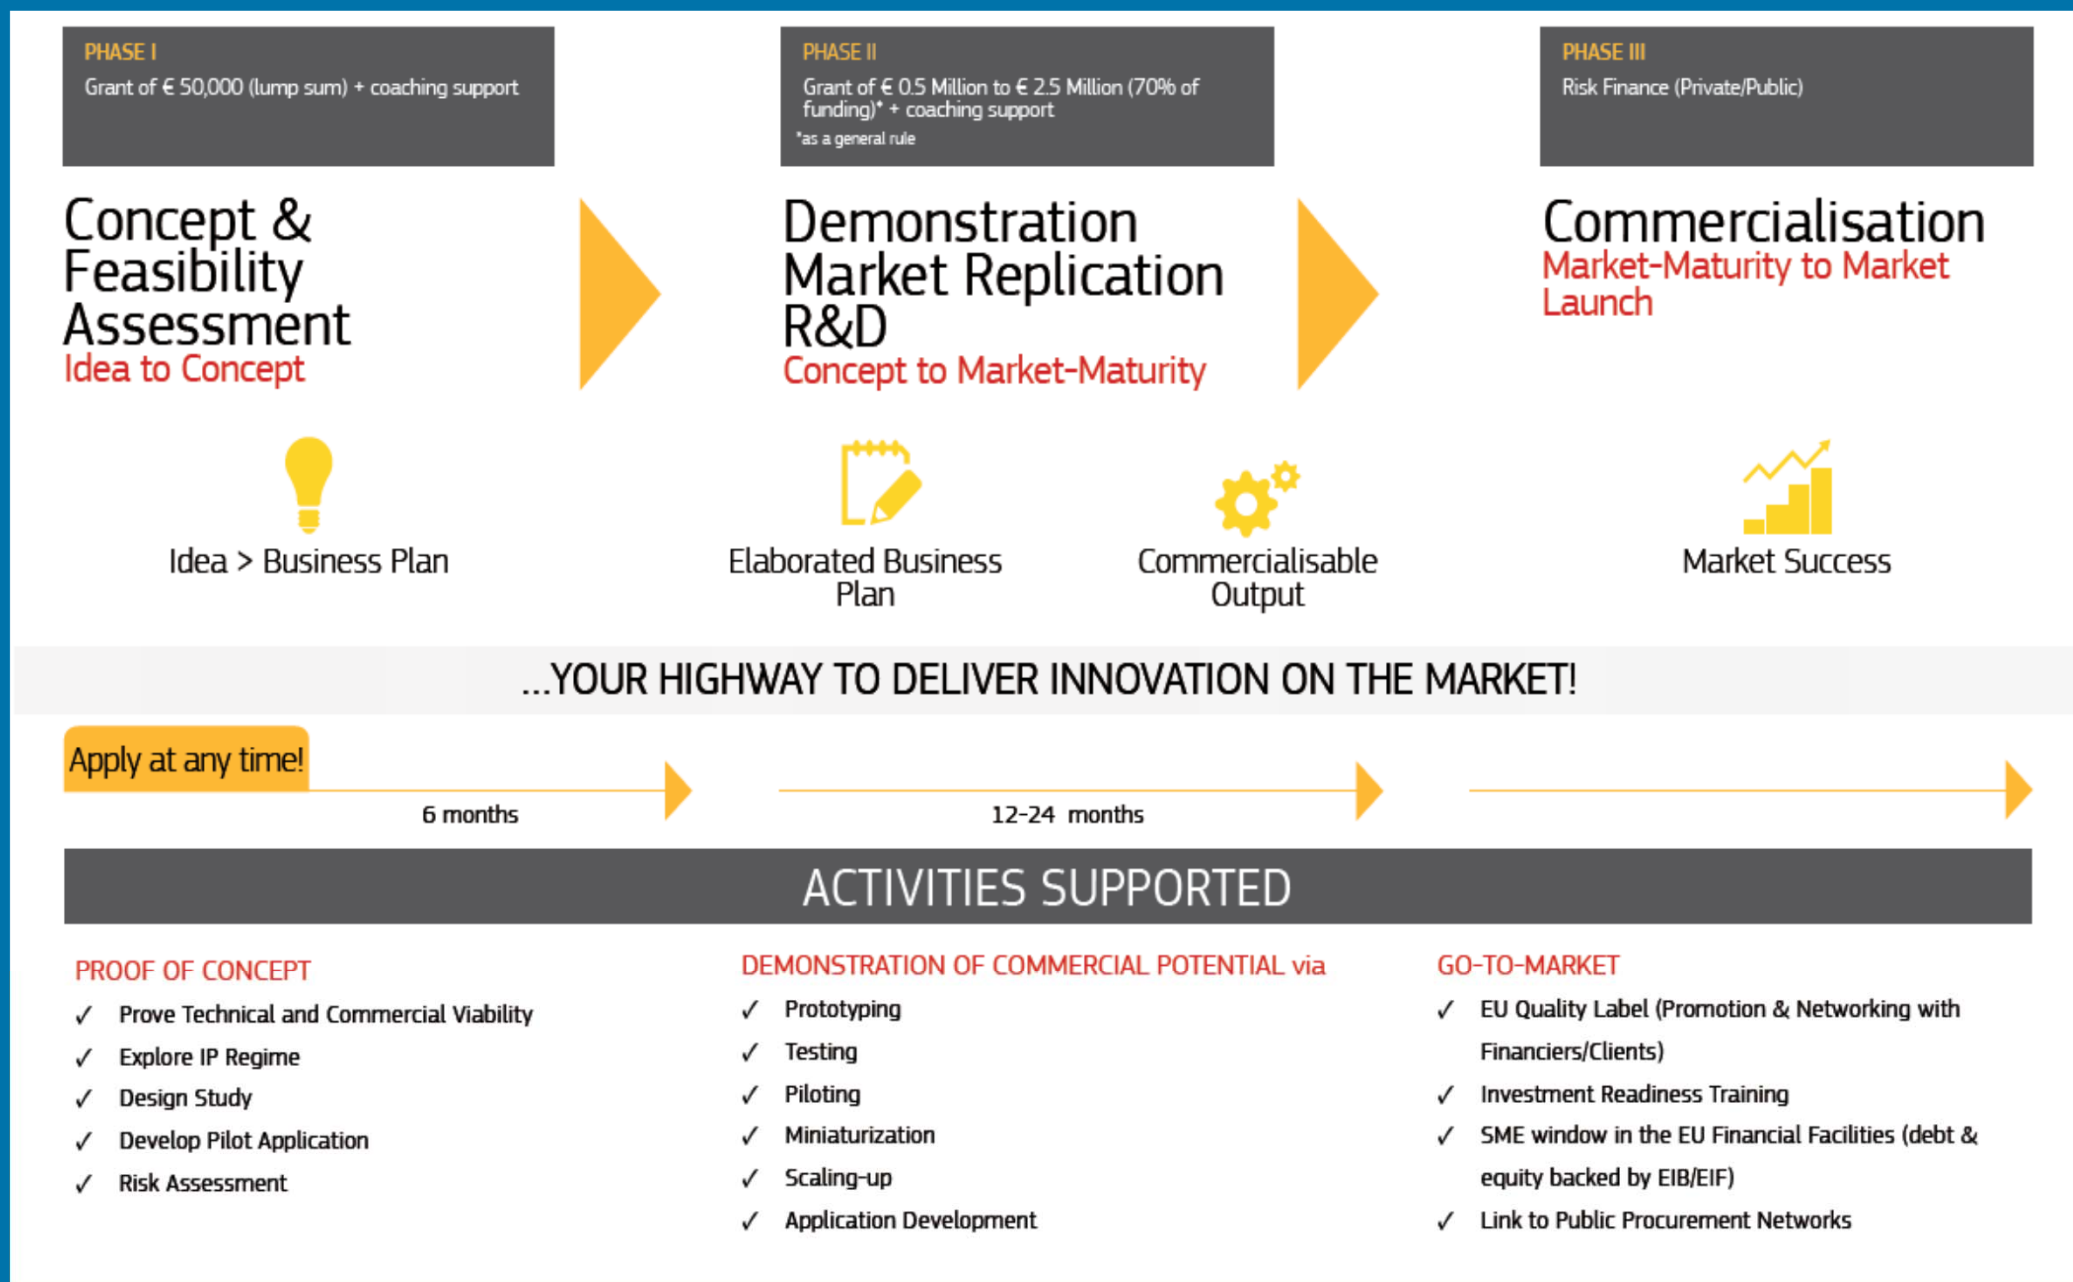 PHASE I
Grant of € 50,000 (lump sum) + coaching support
PHASE II
Grant of € 0.5 Million to € 2.5 Million (70% of
funding)* + coaching support
*as a general rule
PHASE III
Risk Finance (Private/Public)
Concept &
Feasibility
Assessment
Idea to Concept
Demonstration
Market Replication
R&D
Concept to Market-Maturity
Commercialisation
Market-Maturity to Market
Launch
Idea > Business Plan
Elaborated Business
Plan
Commercialisable
Output
Market Success
...YOUR HIGHWAY TO DELIVER INNOVATION ON THE MARKET!
Apply at any time!
6 months
12-24 months
ACTIVITIES SUPPORTED
PROOF OF CONCEPT
✓ Prove Technical and Commercial Viability
✓ Explore IP Regime
✓ Design Study
✓ Develop Pilot Application
✓ Risk Assessment
DEMONSTRATION OF COMMERCIAL POTENTIAL via
✓ Prototyping
✓ Testing
✓ Piloting
✓ Miniaturization
✓ Scaling-up
✓ Application Development
GO-TO-MARKET
✓ EU Quality Label (Promotion & Networking with
Financiers/Clients)
✓ Investment Readiness Training
✓ SME window in the EU Financial Facilities (debt &
equity backed by EIB/EIF)
✓ Link to Public Procurement Networks